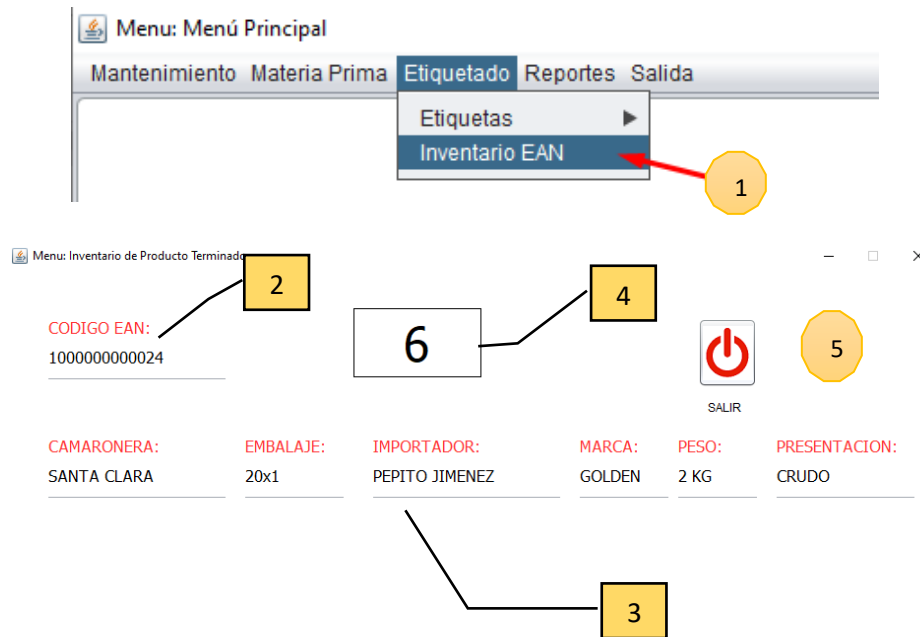 Menu: Menú Principal
Mantenimiento Materia Prima Etiquetado Reportes Salida
Etiquetas
Inventario EAN
1
Menu: Inventario de Producto Terminado
2
4
CODIGO EAN:
1000000000024
6
5
SALIR
CAMARONERA: EMBALAJE: IMPORTADOR: MARCA: PESO: PRESENTACION:
SANTA CLARA 20x1 PEPITO JIMENEZ GOLDEN 2 KG CRUDO
3